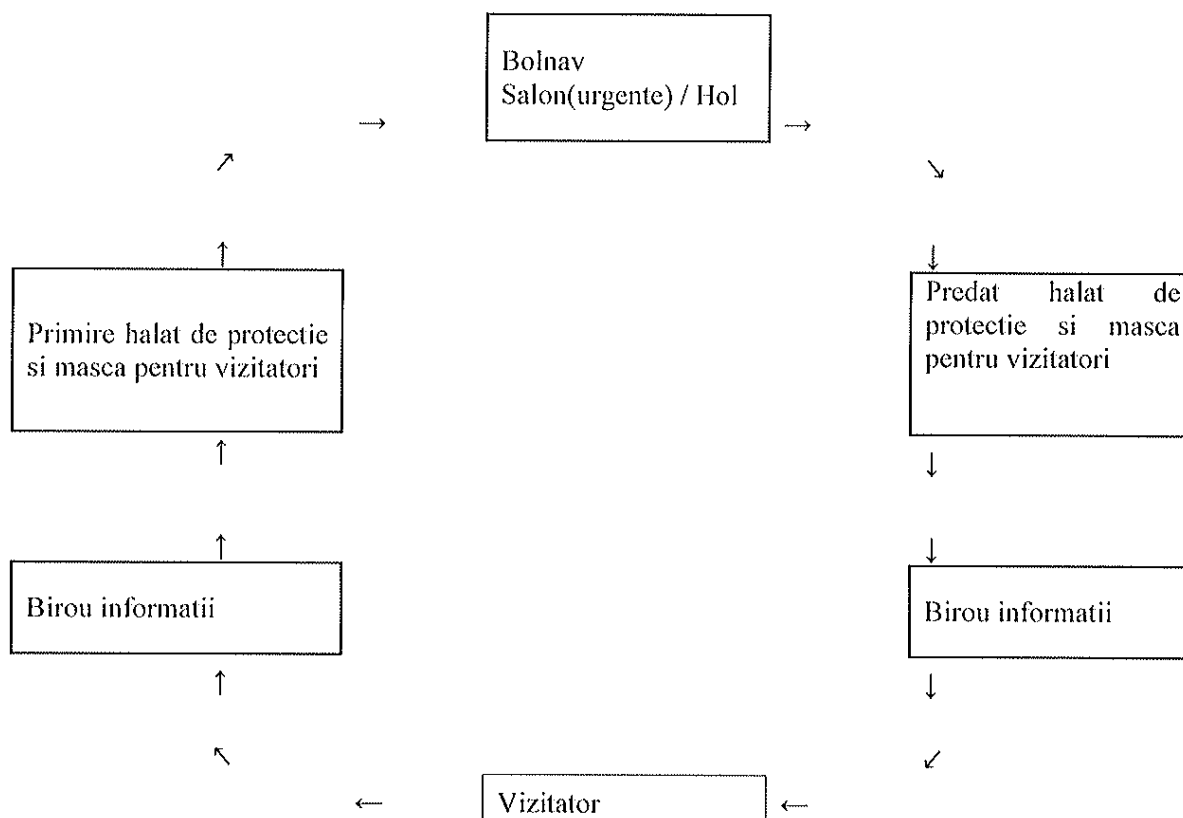 Bolnav
Salon(urgente) / Hol
Primire halat de protectie
si masca pentru vizitatori
Predat halat de
protectie si masca
pentru vizitatori
Birou informatii
Birou informatii
Vizitator